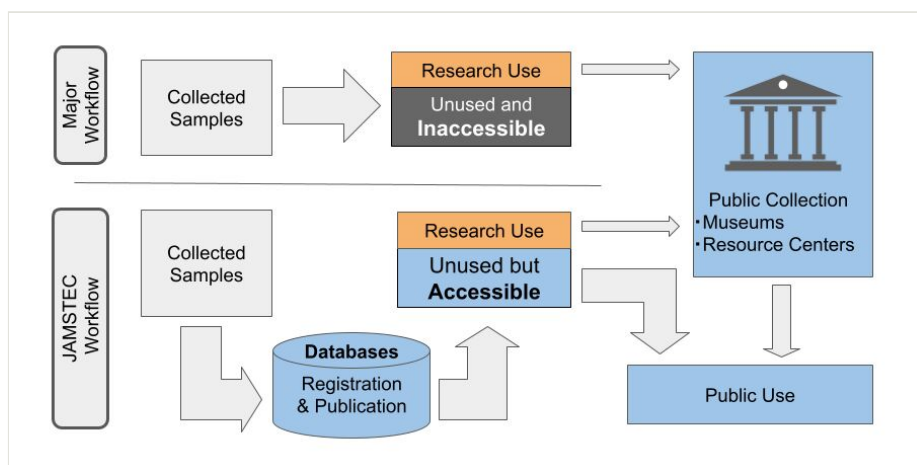 Major
Workflow
Collected
Samples
Research Use
Unused and
Inaccessible
Public Collection
・Museums
・Resource Centers
JAMSTEC
Workflow
Collected
Samples
Databases
Registration
& Publication
Research Use
Unused but
Accessible
Public Use